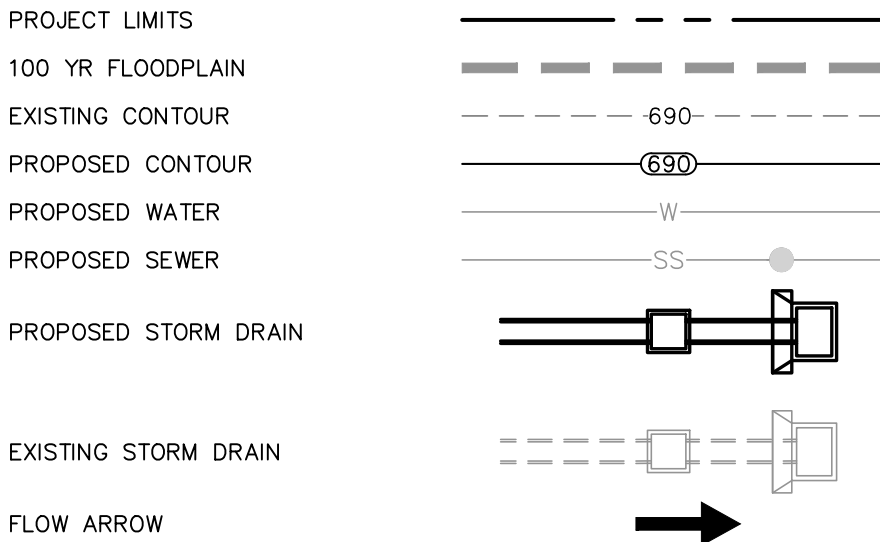 PROJECT LIMITS
100 YR FLOODPLAIN
EXISTING CONTOUR 690
PROPOSED CONTOUR 690
PROPOSED WATER W
PROPOSED SEWER SS
PROPOSED STORM DRAIN
EXISTING STORM DRAIN
FLOW ARROW